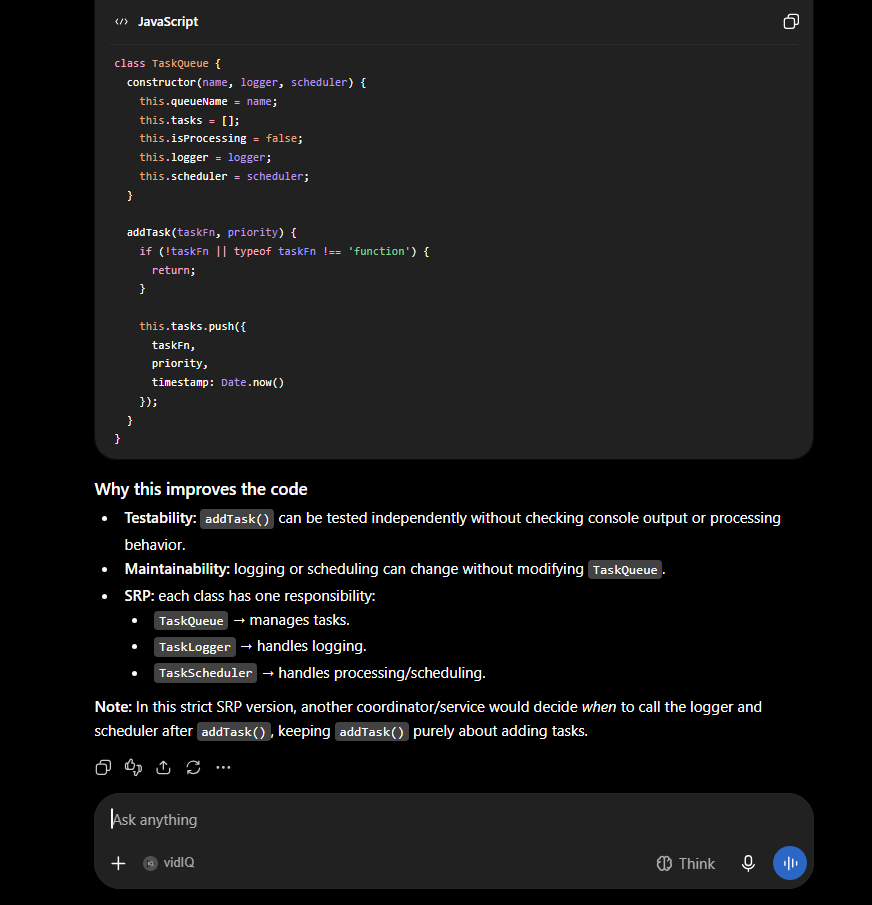 JavaScript
class TaskQueue {
  constructor(name, logger, scheduler) {
    this.queueName = name;
    this.tasks = [];
    this.isProcessing = false;
    this.logger = logger;
    this.scheduler = scheduler;
  }

  addTask(taskFn, priority) {
    if (!taskFn || typeof taskFn !== 'function') {
      return;
    }

    this.tasks.push({
      taskFn,
      priority,
      timestamp: Date.now()
    });
  }
}
Why this improves the code
• Testability: addTask() can be tested independently without checking console output or processing
behavior.
• Maintainability: logging or scheduling can change without modifying TaskQueue.
• SRP: each class has one responsibility:
• TaskQueue → manages tasks.
• TaskLogger → handles logging.
• TaskScheduler → handles processing/scheduling.
Note: In this strict SRP version, another coordinator/service would decide when to call the logger and
scheduler after addTask(), keeping addTask() purely about adding tasks.
Ask anything
vidIQ
Think